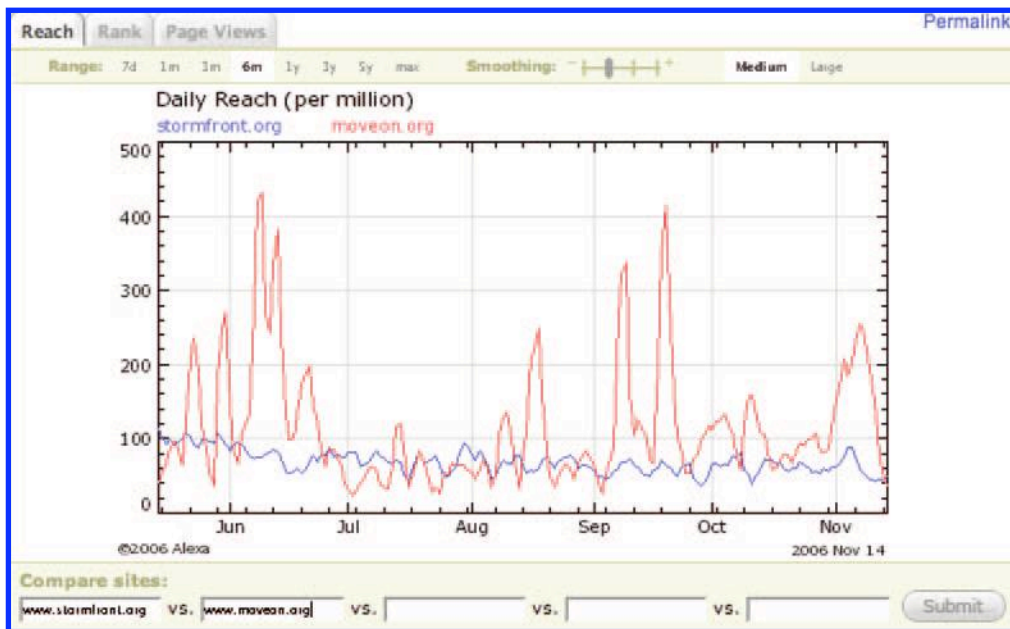 Permalink
Reach Rank Page Views
Range: 7d 1m 3m 6m 1y 3y 5y max Smoothing: - + Medium Large
Daily Reach (per million)
stormfront.org moveon.org
500
400
300
200
100
0
Jun Jul Aug Sep Oct Nov
©2006 Alexa 2006 Nov 14
Compare sites:
www.stormfront.org vs. www.moveon.org vs. vs. vs. Submit